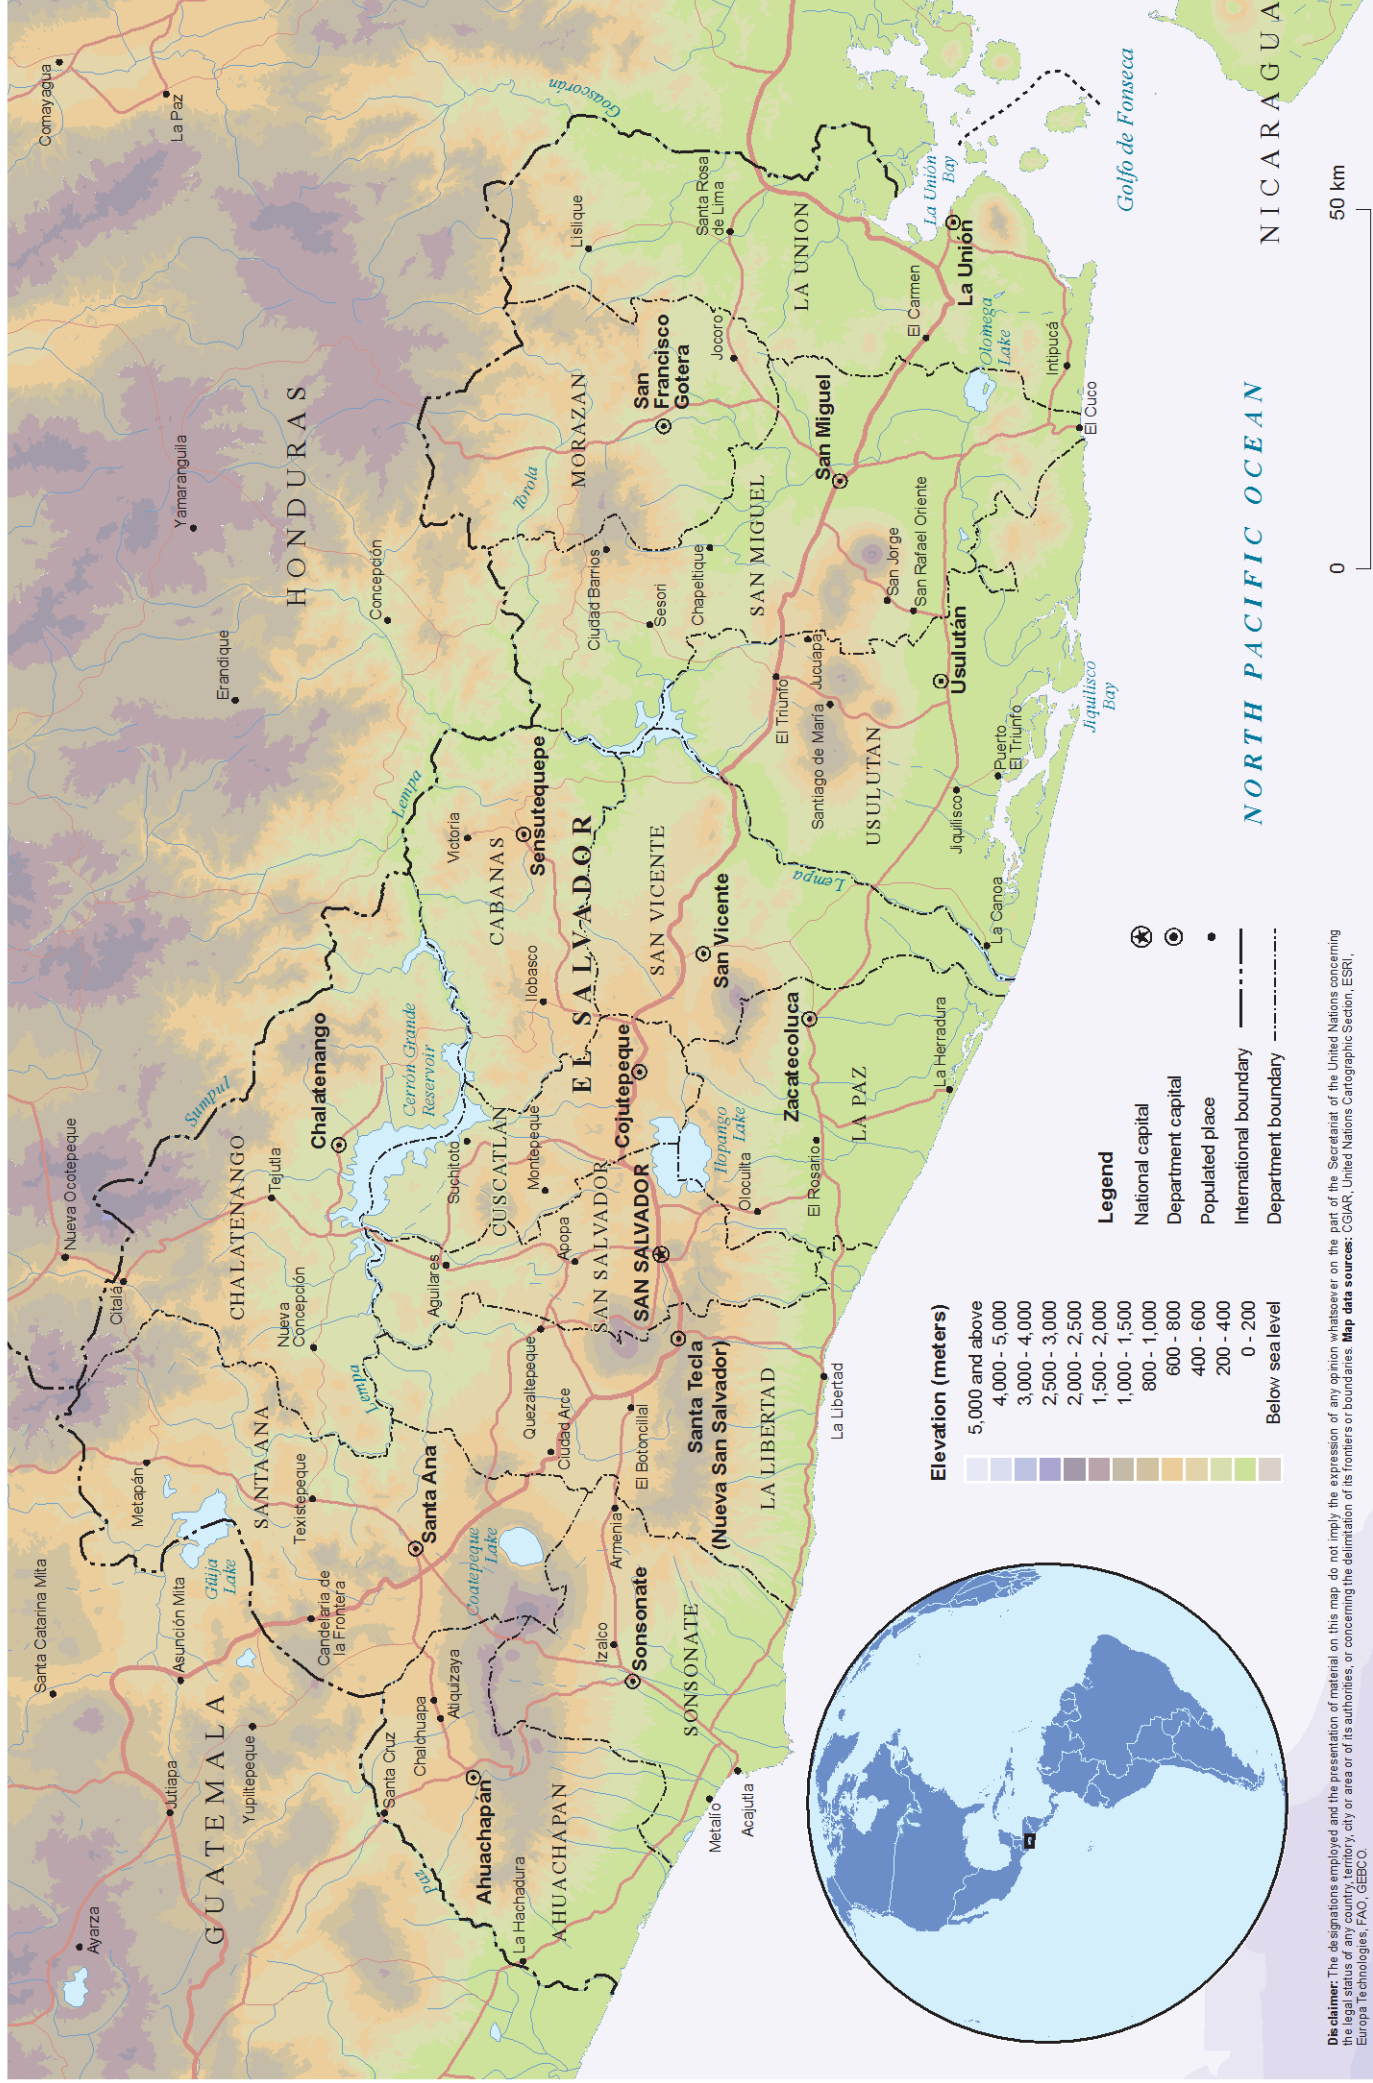 Comayagua
La Paz
Goascorán
Golfo de Fonseca
NICARAGUA
La Unión
Bay
La Unión
Santa Rosa
de Lima
Lislique
LA UNION
El Carmen
Olomega
Lake
Intipucá
El Cuco
Jocoro
San
Francisco
Gotera
MORAZAN
Torola
HONDURAS
Yamaranguila
Concepción
Erandique
San Miguel
SAN MIGUEL
Ciudad Barrios
Sesori
Chapeltique
San Jorge
San Rafael Oriente
Usulután
Jucuapa
El Triunfo
Santiago de María
USULUTAN
Puerto
El Triunfo
Jiquilisco
Jiquilisco
Bay
NORTH PACIFIC OCEAN
Lempa
Victoria
Sensutequepe
CABANAS
EL SALVADOR
SAN VICENTE
San Vicente
Lempa
La Canoa
Ilobasco
Cojutepeque
Zacatecoluca
La Herradura
LA PAZ
El Rosario
Olocuilta
Ilopango
Lake
Chalatenango
Cerrón Grande
Reservoir
Sumpul
Nueva Ocotepeque
CHALATENANGO
Tejutla
Suchitoto
CUSCATLÁN
Montepeque
Citalá
Nueva
Concepción
Aguilares
Apopa
SAN SALVADOR
SAN SALVADOR
Lempa
Quezaltepeque
Ciudad Arce
El Botoncillal
Santa Tecla
(Nueva San Salvador)
LA LIBERTAD
La Libertad
Metapán
SANTA ANA
Texistepeque
Santa Ana
Coatepeque
Lake
Armenia
Güija
Lake
Santa Catarina Mita
Asunción Mita
Candelaria de
la Frontera
Izalco
Sonsonate
SONSONATE
Atiquizaya
Chalchuapa
Yupiltepeque
GUATEMALA
Jutiapa
Santa Cruz
Ahuachapán
AHUACHAPAN
Metalío
Acajutla
Paz
La Hachadura
Ayarza
0
50 km
Legend
National capital
Department capital
Populated place
International boundary
Department boundary
Elevation (meters)
5,000 and above
4,000 - 5,000
3,000 - 4,000
2,500 - 3,000
2,000 - 2,500
1,500 - 2,000
1,000 - 1,500
800 - 1,000
600 - 800
400 - 600
200 - 400
0 - 200
Below sea level
Disclaimer: The designations employed and the presentation of material on this map do not imply the expression of any opinion whatsoever on the part of the Secretariat of the United Nations concerning
the legal status of any country, territory, city or area or of its authorities, or concerning the delimitation of its frontiers or boundaries. Map data sources: CGIAR, United Nations Cartographic Section, ESRI,
Europa Technologies, FAO, GEBCO.